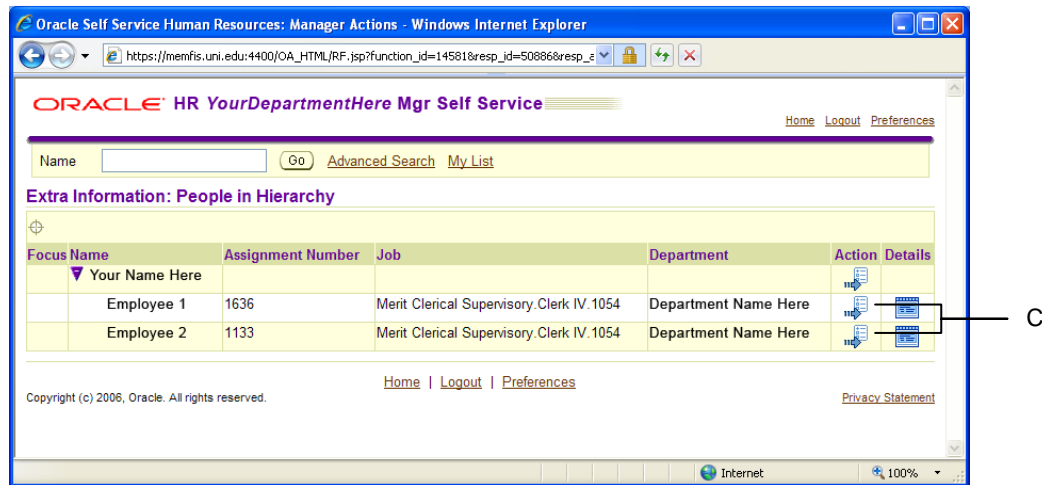 Oracle Self Service Human Resources: Manager Actions - Windows Internet Explorer
https://memfis.uni.edu:4400/OA_HTML/RF.jsp?function_id=14581&resp_id=50886&resp_a
ORACLE HR YourDepartmentHere Mgr Self Service
Home Logout Preferences
Name Go Advanced Search My List
Extra Information: People in Hierarchy
Focus Name Assignment Number Job Department Action Details
Your Name Here
Employee 1 1636 Merit Clerical Supervisory.Clerk IV.1054 Department Name Here
C
Employee 2 1133 Merit Clerical Supervisory.Clerk IV.1054 Department Name Here
Home | Logout | Preferences
Copyright (c) 2006, Oracle. All rights reserved. Privacy Statement
Internet 100%